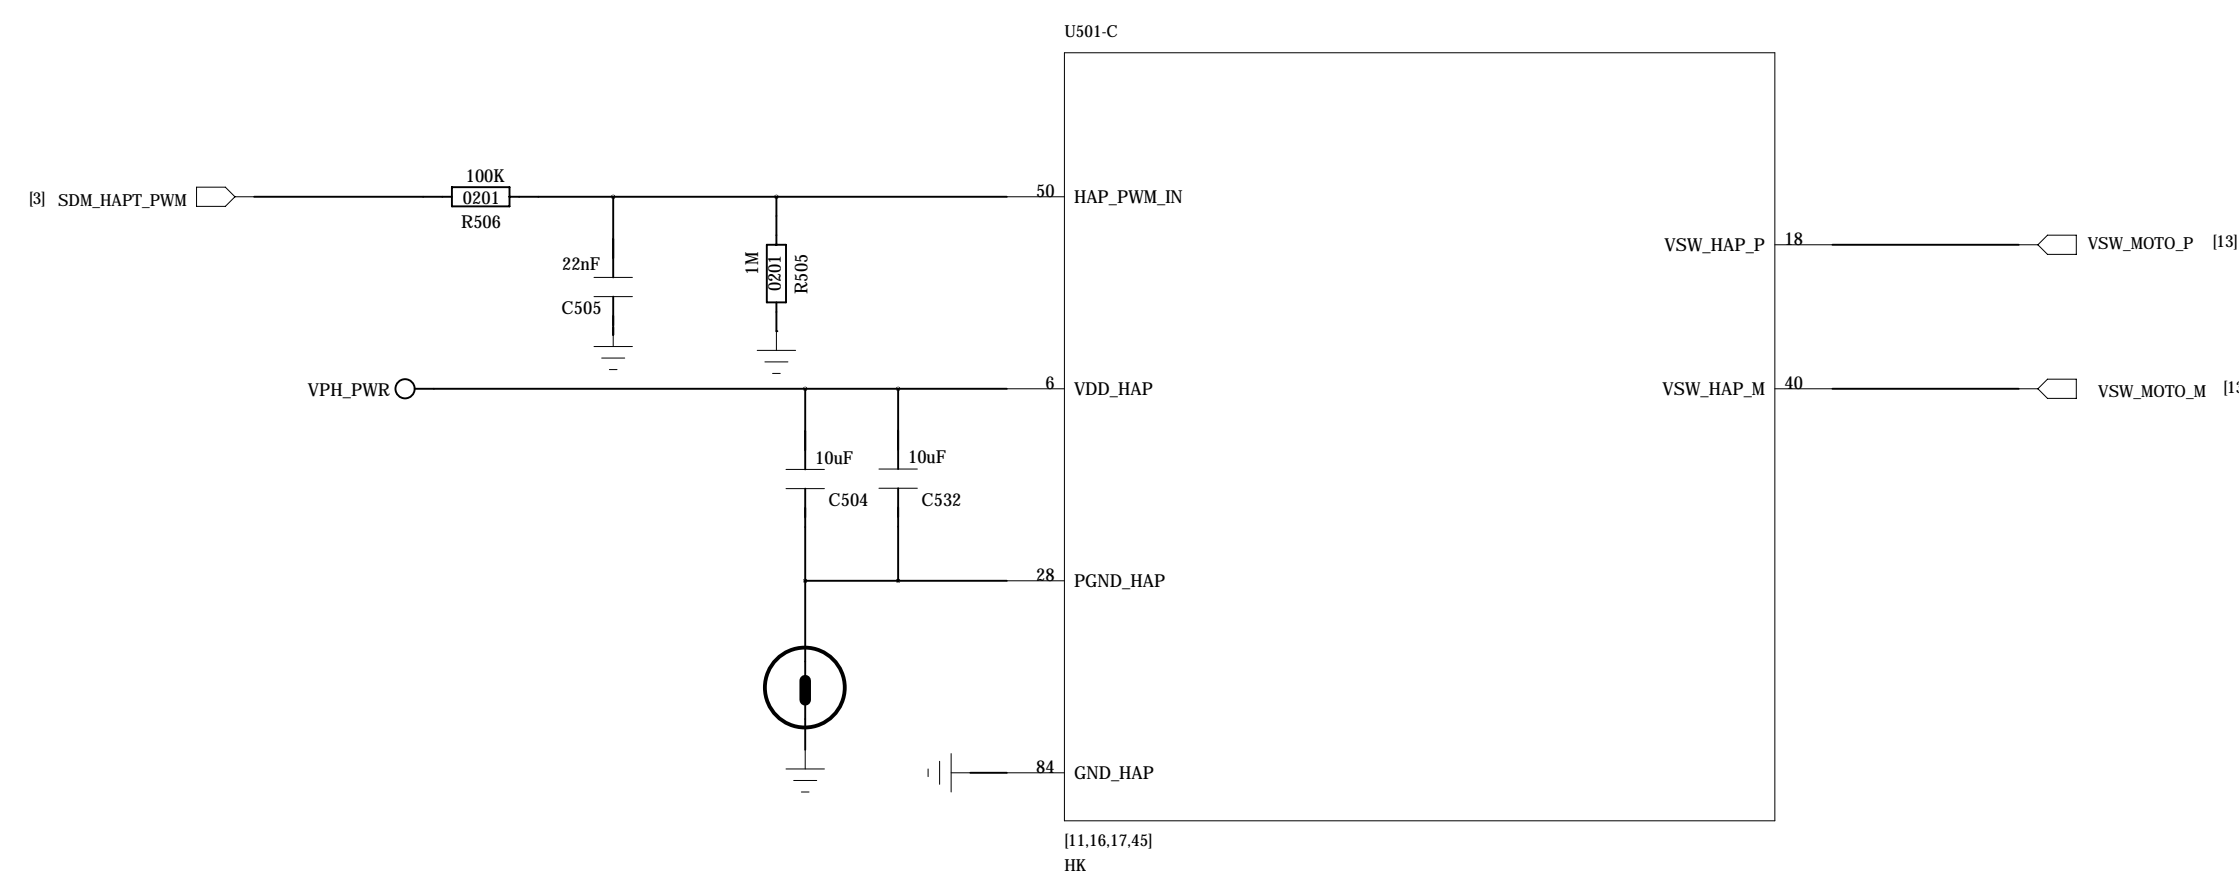 U501-C
100K
[3] SDM_HAPT_PWM
0201
R506
50 HAP_PWM_IN
22nF
C505
1M
0201
R505
VSW_HAP_P 18
VSW_MOTO_P [13]
VPH_PWR
6 VDD_HAP
VSW_HAP_M 40
VSW_MOTO_M
10uF
C504
10uF
C532
28 PGND_HAP
84 GND_HAP
[11,16,17,45]
HK